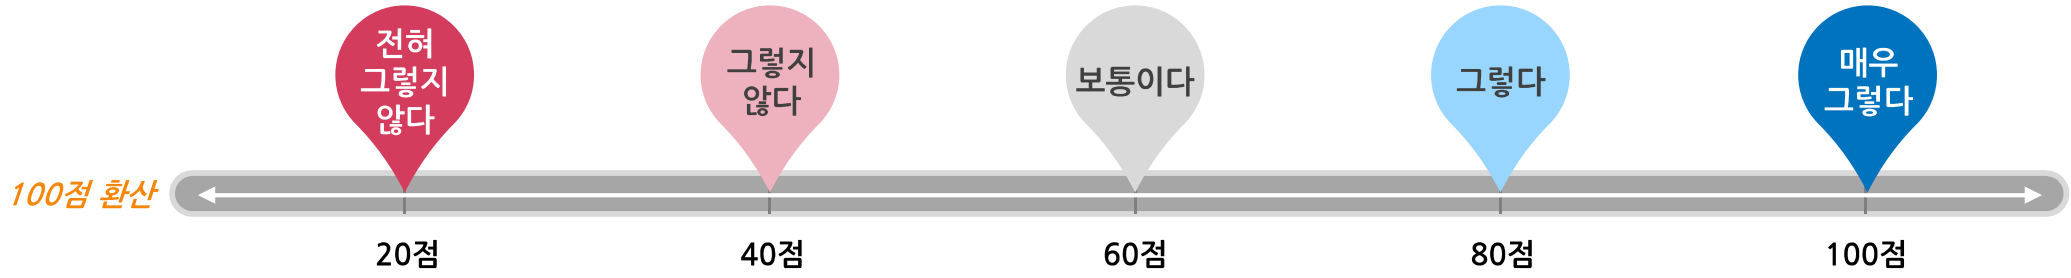 전혀
그렇지
않다
그렇지
않다
보통이다
그렇다
매우
그렇다
100점 환산
20점
40점
60점
80점
100점